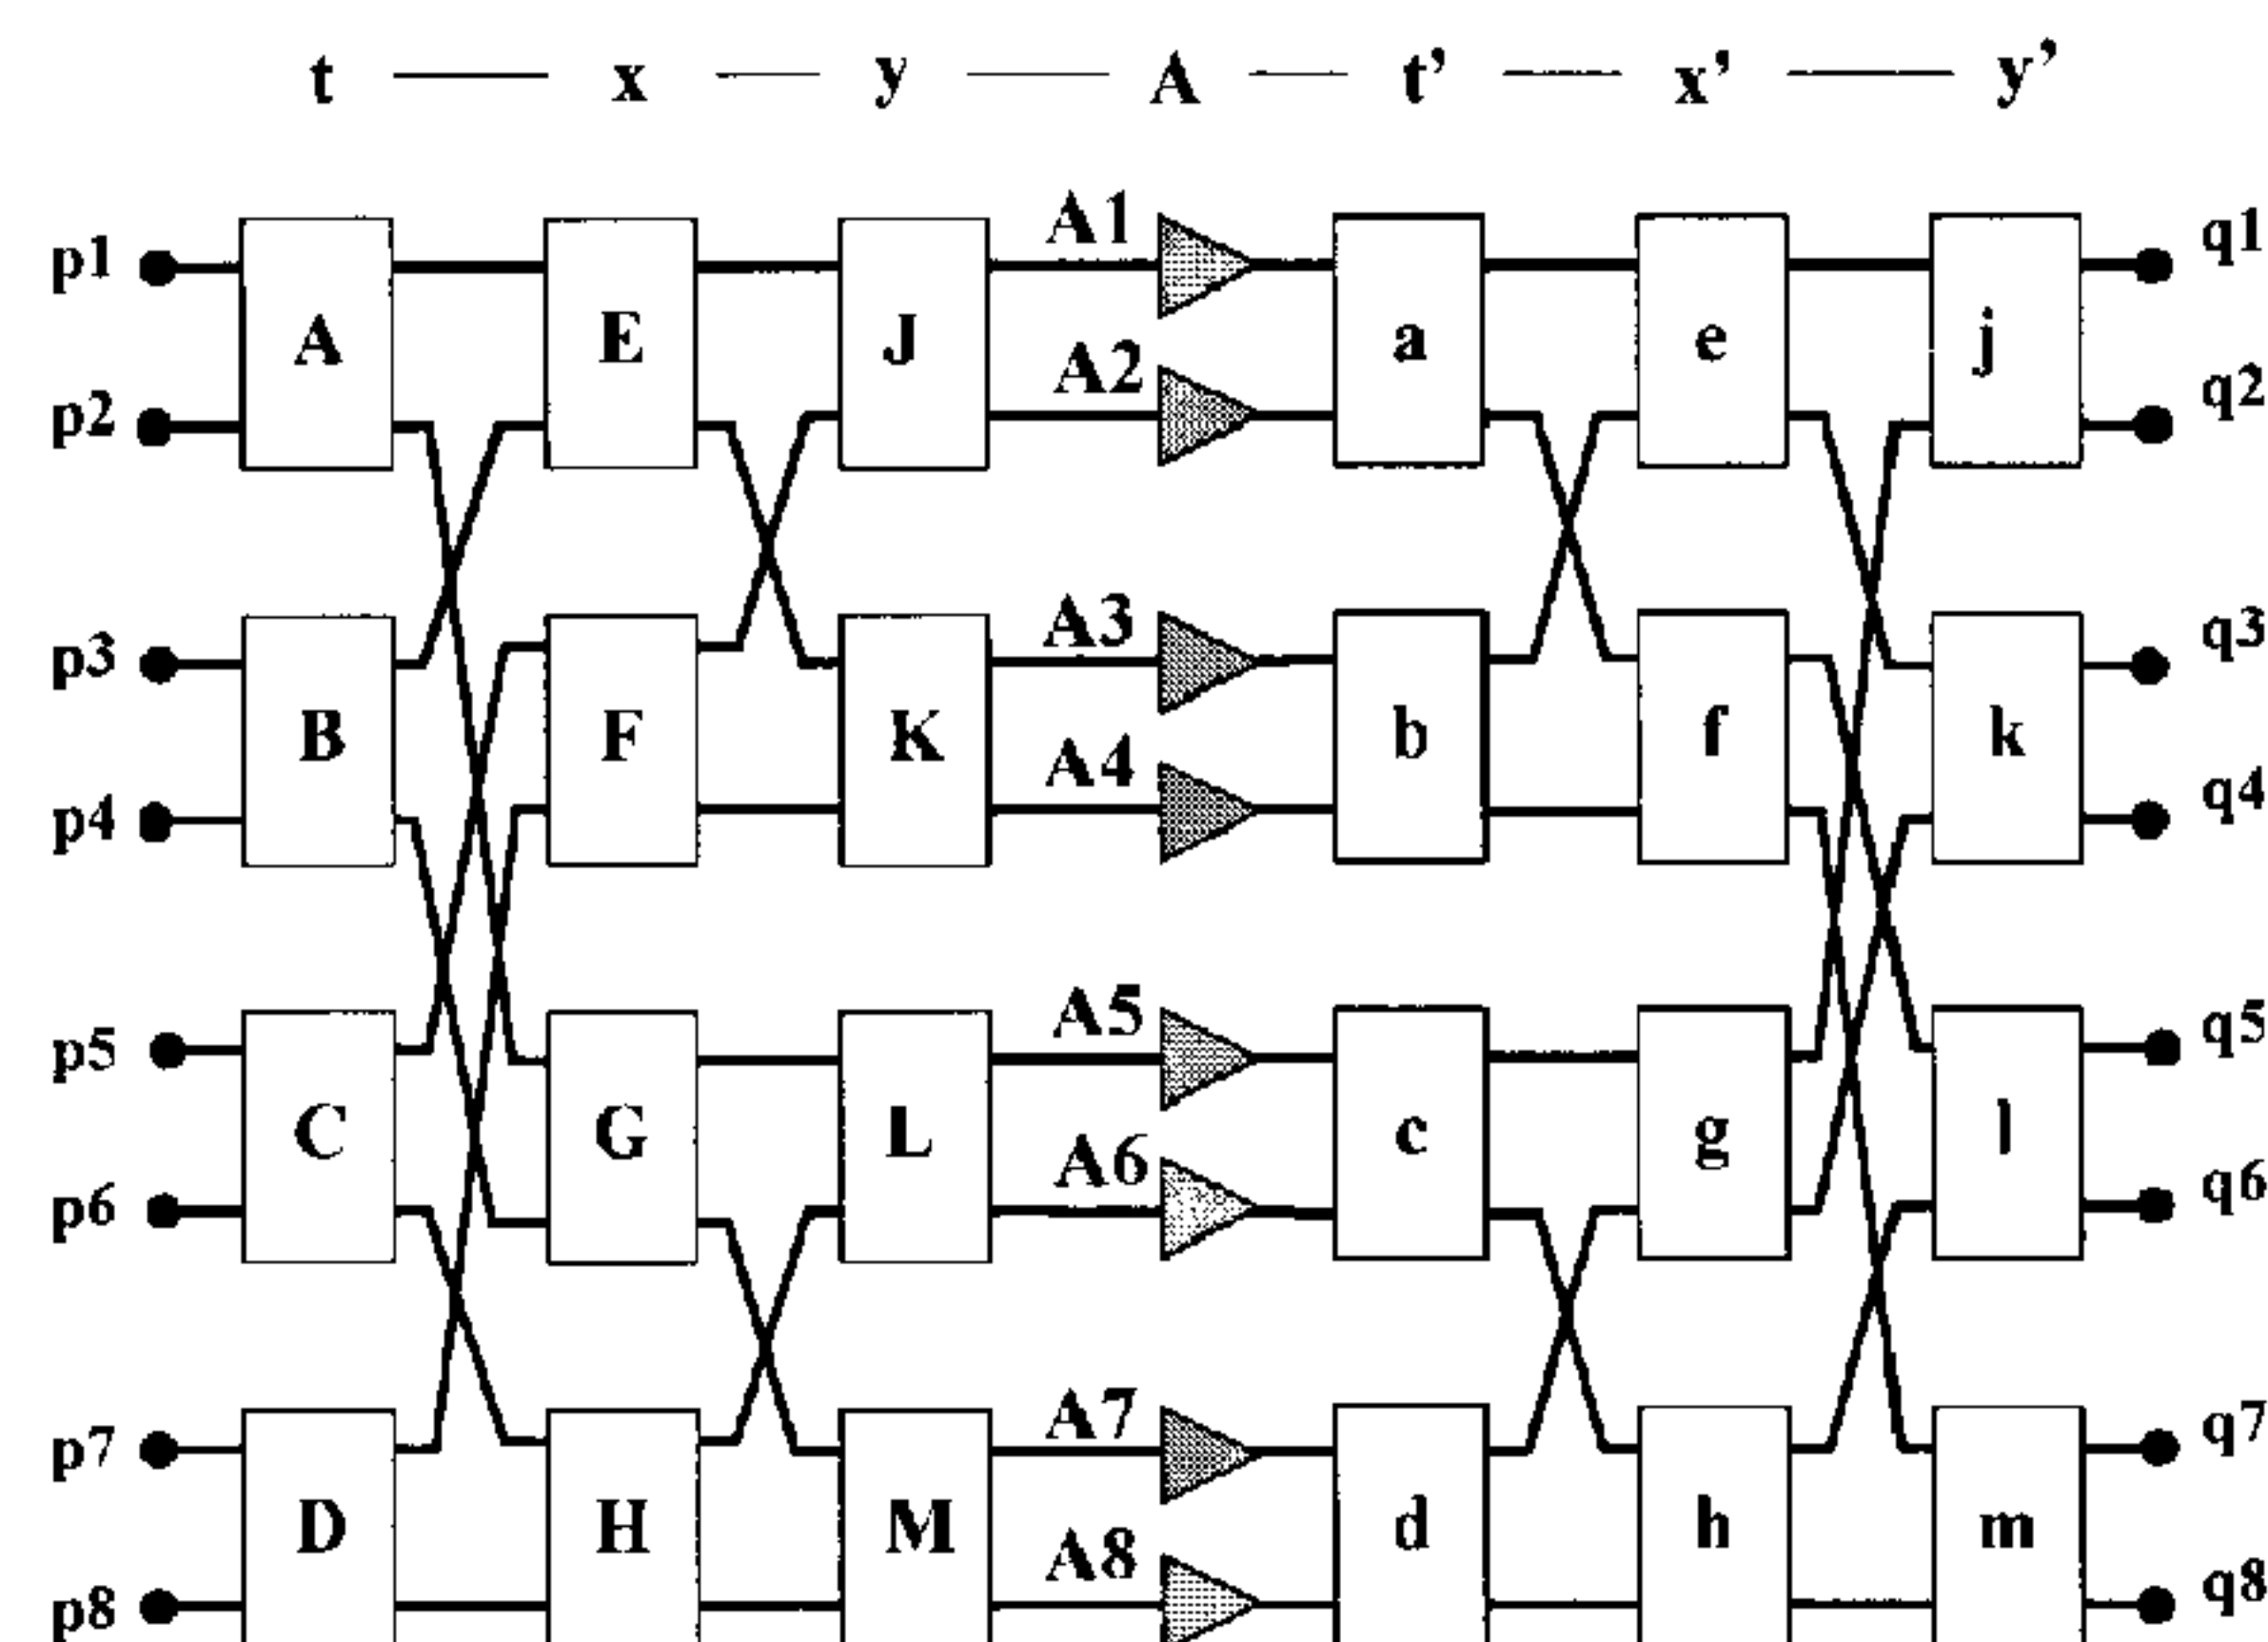 t x y A t' x' y'
p1 A E J A1 a e j q1
p2 A2 q2
p3 B F K A3 b f k q3
p4 A4 q4
p5 C G L A5 c g l q5
p6 A6 q6
p7 D H M A7 d h m q7
p8 A8 q8